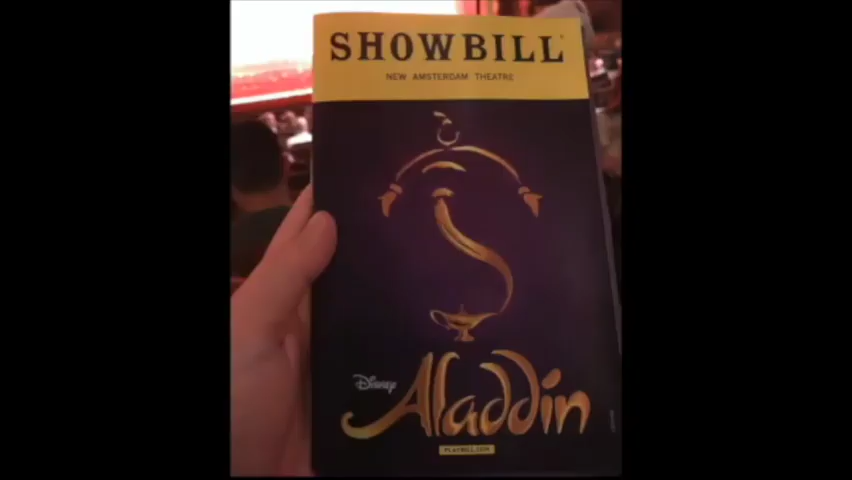 SHOWBILL
NEW AMSTERDAM THEATRE
Disney
Aladdin
PLAYBILL.COM